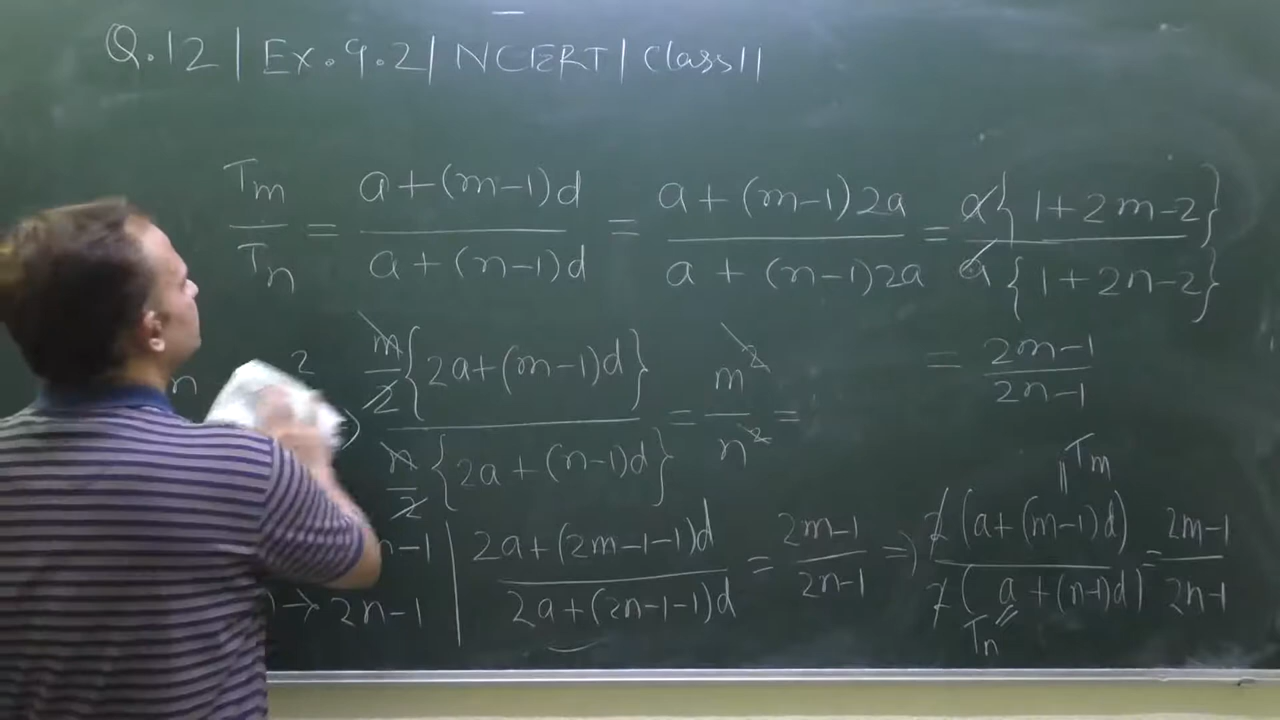 Q.12 | Ex.9.2 | NCERT | Class 11
Tm/Tn = a+(m-1)d / a+(n-1)d = a+(m-1)2a / a+(n-1)2a = a{1+2m-2} / a{1+2n-2}
= 2m-1 / 2n-1
n 2 m/2{2a+(m-1)d} / n/2{2a+(n-1)d} = m² / n² =
n-1 | 2a+(2m-1-1)d / 2a+(2n-1-1)d = 2m-1 / 2n-1 => 2(a+(m-1)d) / 2(a+(n-1)d) = 2m-1 / 2n-1
→ 2n-1
Tm
Tn